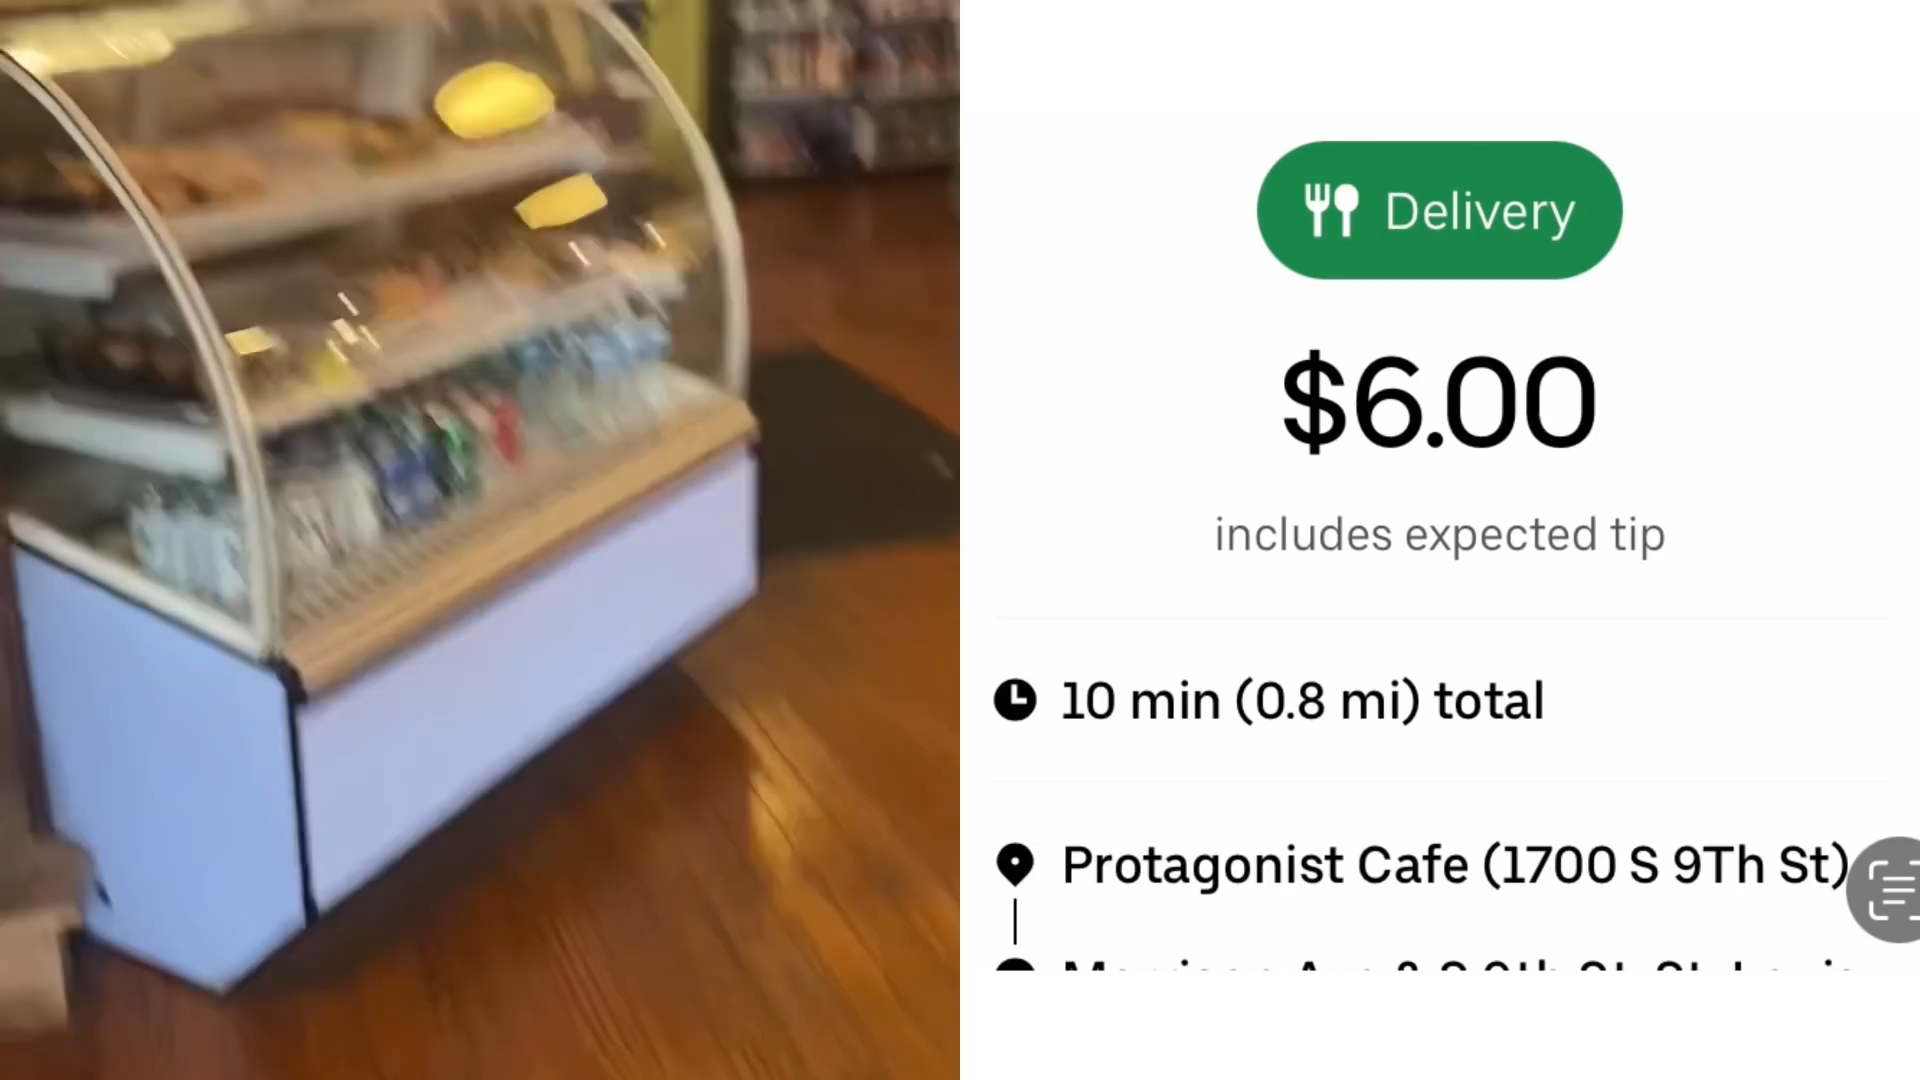 Delivery
$6.00
includes expected tip
10 min (0.8 mi) total
Protagonist Cafe (1700 S 9Th St)